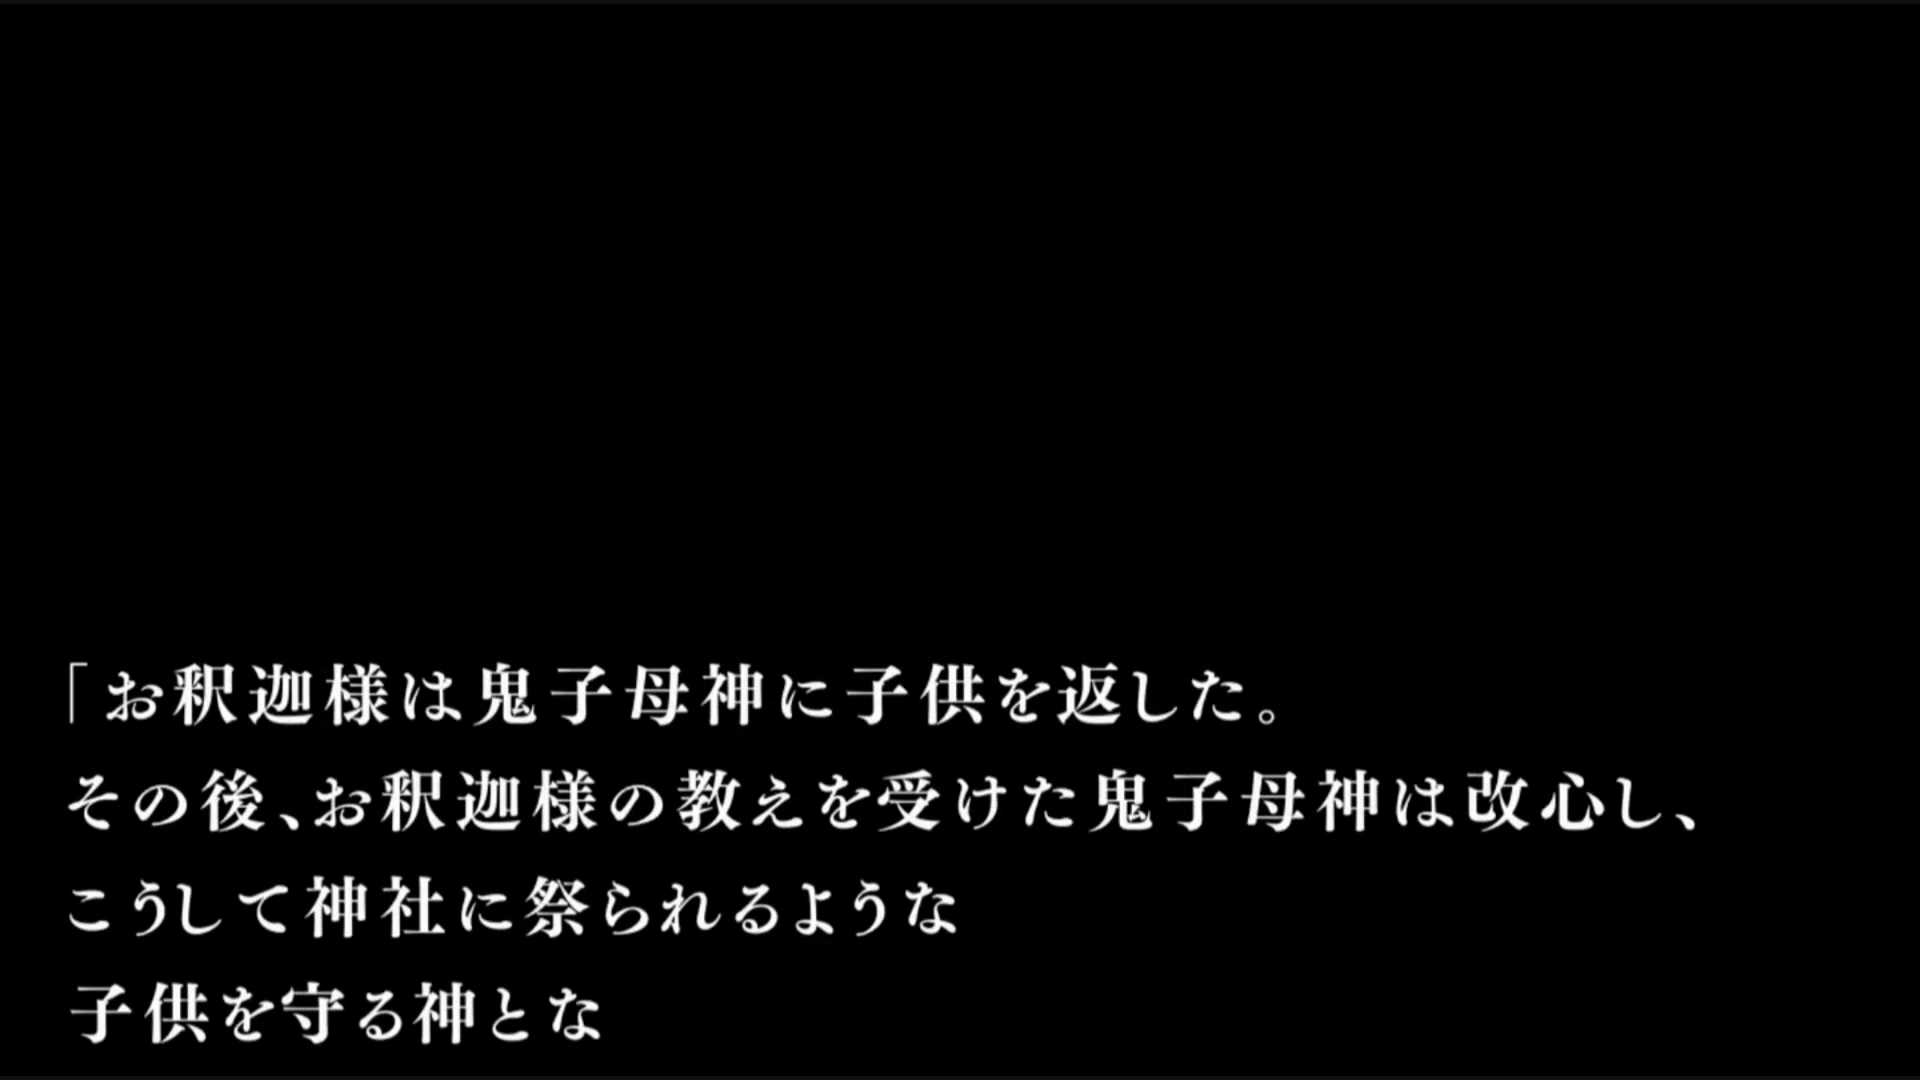 「お釈迦様は鬼子母神に子供を返した。
その後、お釈迦様の教えを受けた鬼子母神は改心し、
こうして神社に祭られるような
子供を守る神とな